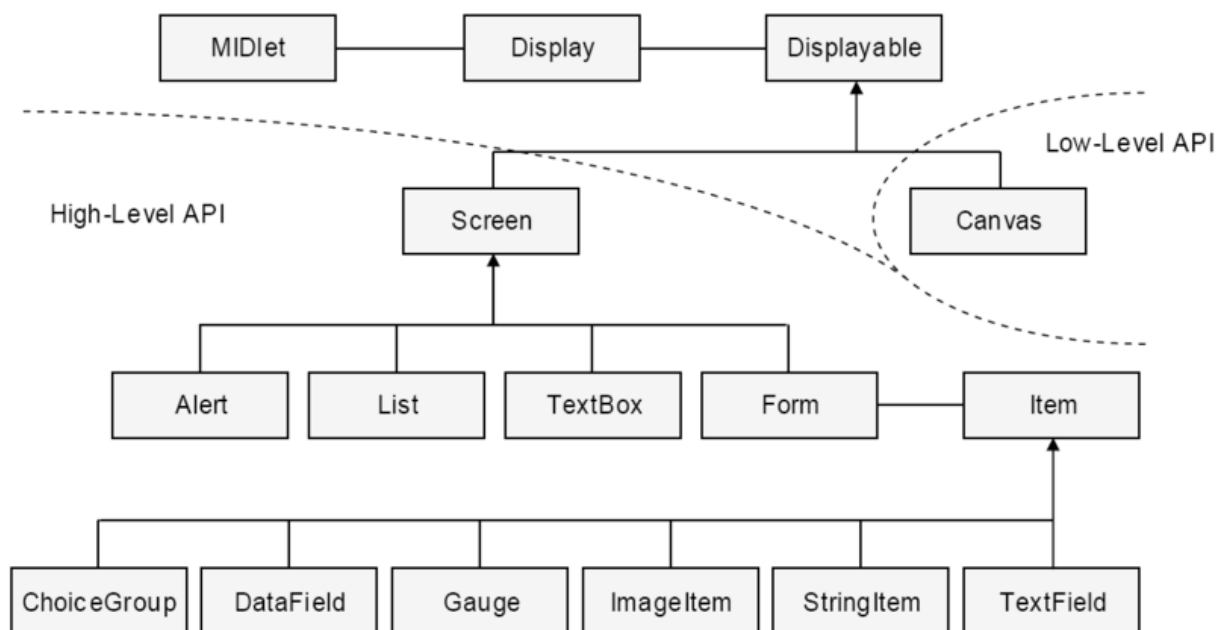 MIDlet
Display
Displayable
Low-Level API
High-Level API
Screen
Canvas
Alert
List
TextBox
Form
Item
ChoiceGroup
DataField
Gauge
ImageItem
StringItem
TextField